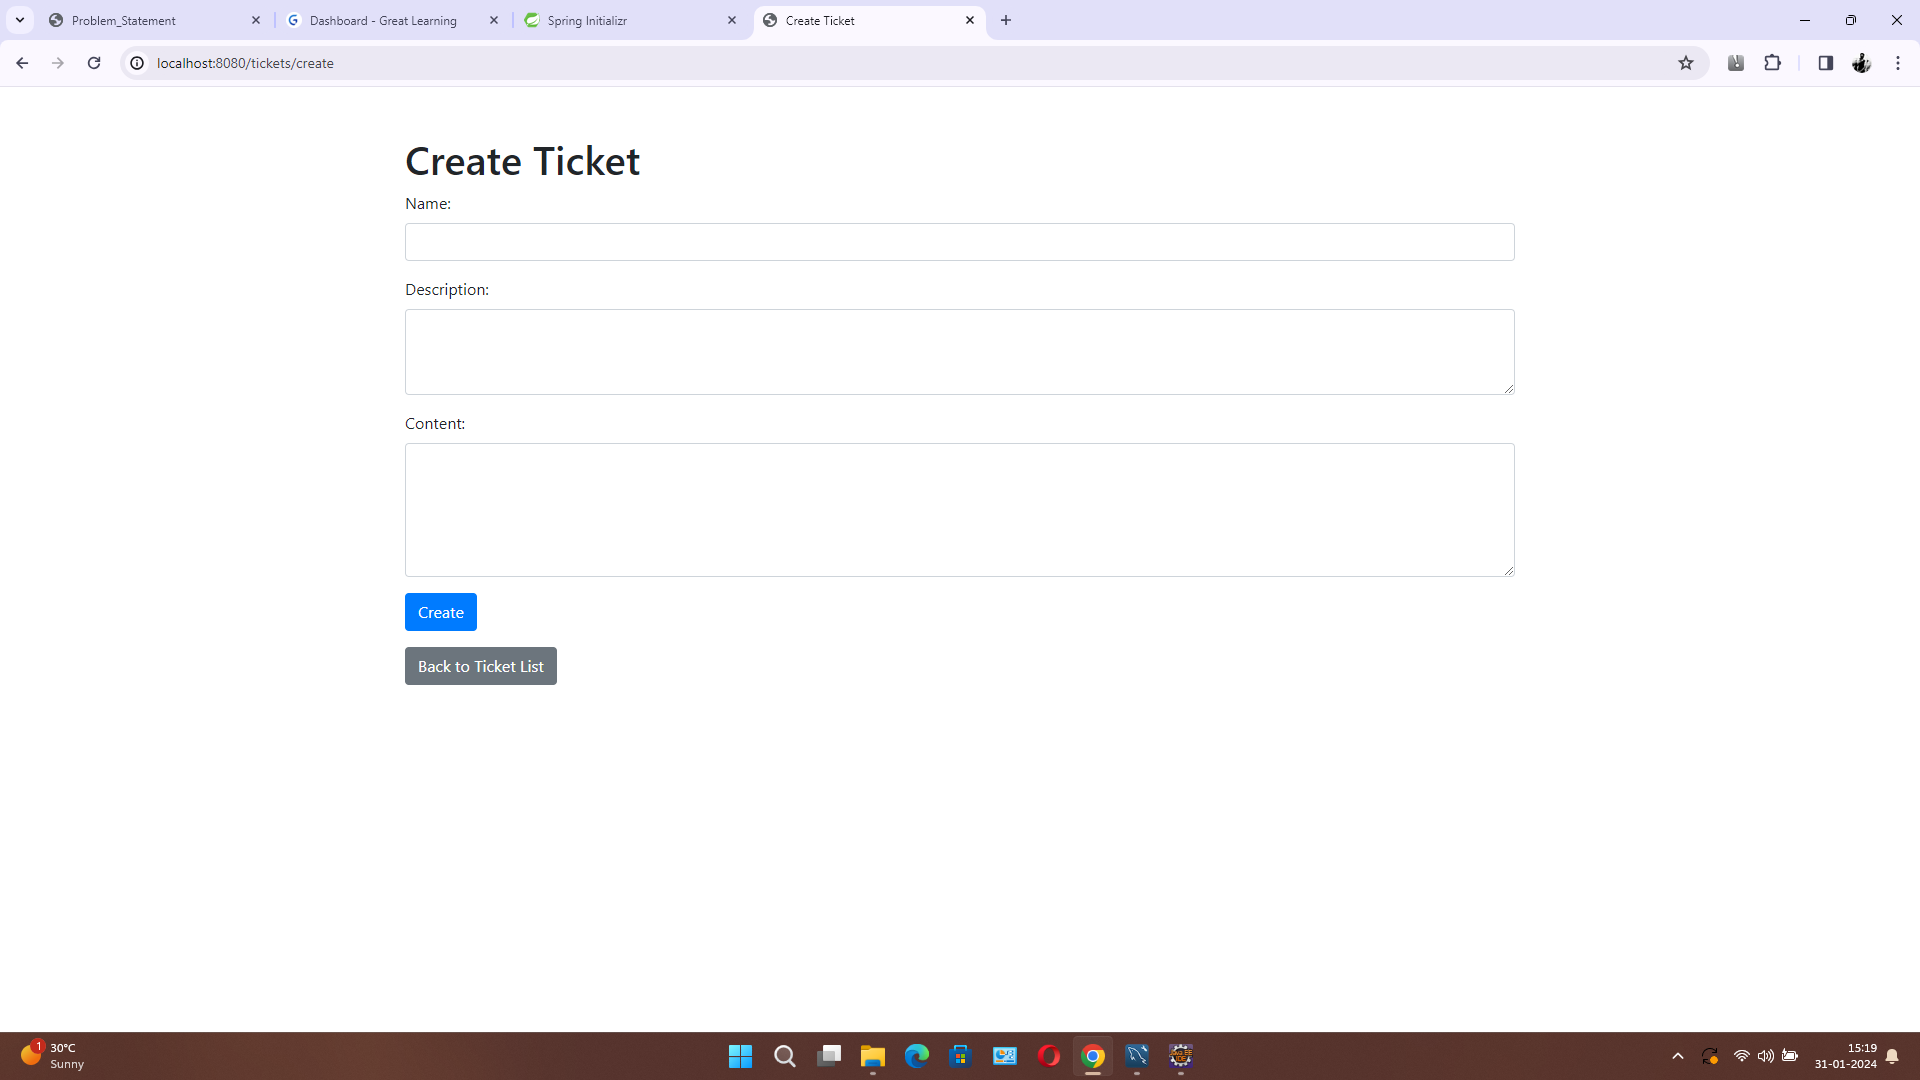 Problem_Statement
Dashboard - Great Learning
Spring Initializr
Create Ticket
localhost:8080/tickets/create
Create Ticket
Name:
Description:
Content:
Create
Back to Ticket List
1
30°C
Sunny
15:19
31-01-2024